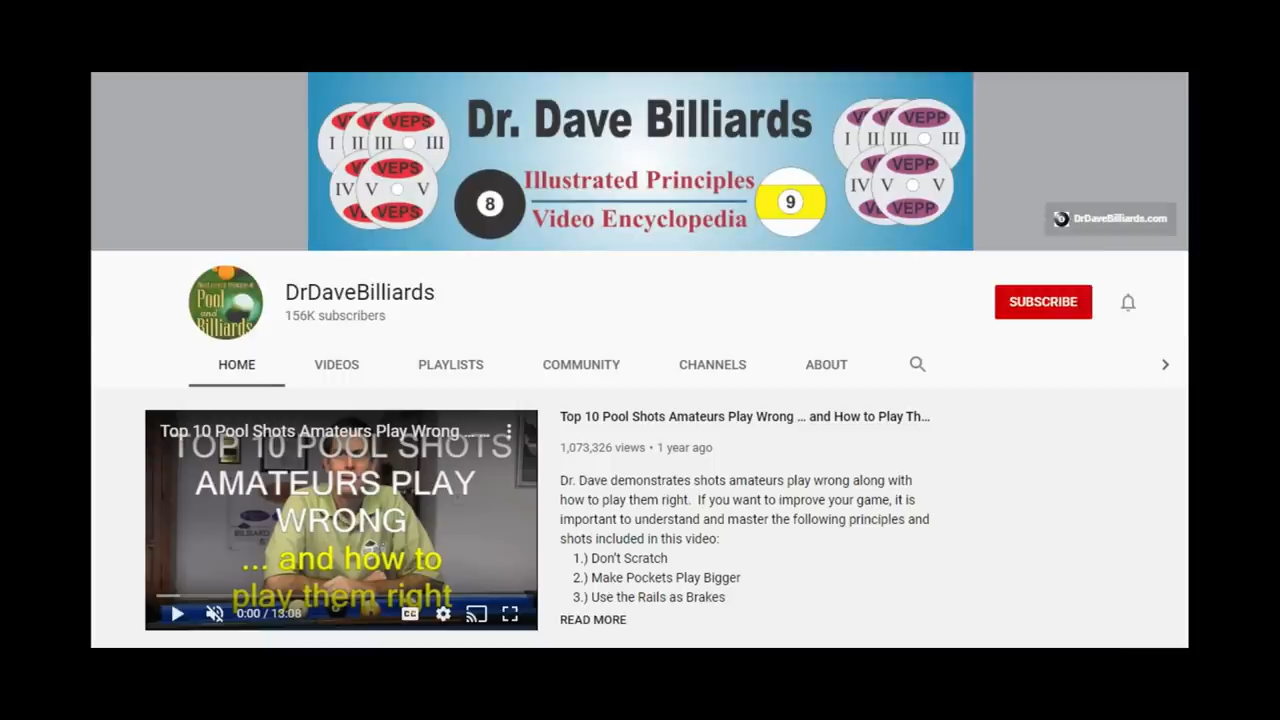 Dr. Dave Billiards
Illustrated Principles
Video Encyclopedia
VEPS
I II III III
VEPS
IV V V
VEPS
8
9
VEPP
I II III III
VEPP
IV V V
VEPP
DrDaveBilliards.com
Pool
and
Billiards
DrDaveBilliards
156K subscribers
SUBSCRIBE
HOME VIDEOS PLAYLISTS COMMUNITY CHANNELS ABOUT
Top 10 Pool Shots Amateurs Play Wrong ... ...
TOP 10 POOL SHOTS
AMATEURS PLAY
WRONG
... and how to
play them right
0:00 / 13:08
CC
Top 10 Pool Shots Amateurs Play Wrong ... and How to Play Th...
1,073,326 views • 1 year ago
Dr. Dave demonstrates shots amateurs play wrong along with
how to play them right. If you want to improve your game, it is
important to understand and master the following principles and
shots included in this video:
1.) Don't Scratch
2.) Make Pockets Play Bigger
3.) Use the Rails as Brakes
READ MORE